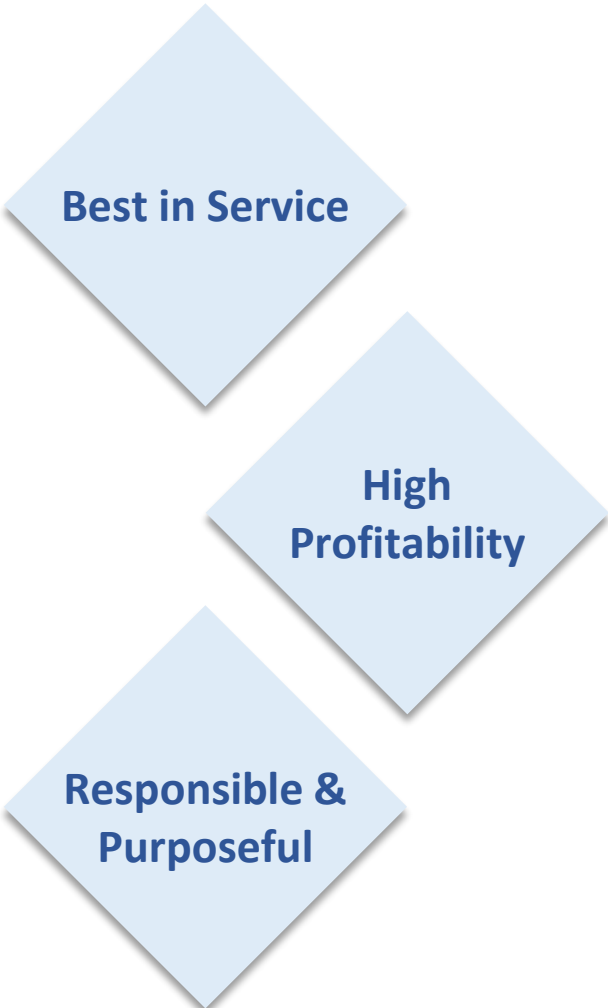 Best in Service
High
Profitability
Responsible &
Purposeful